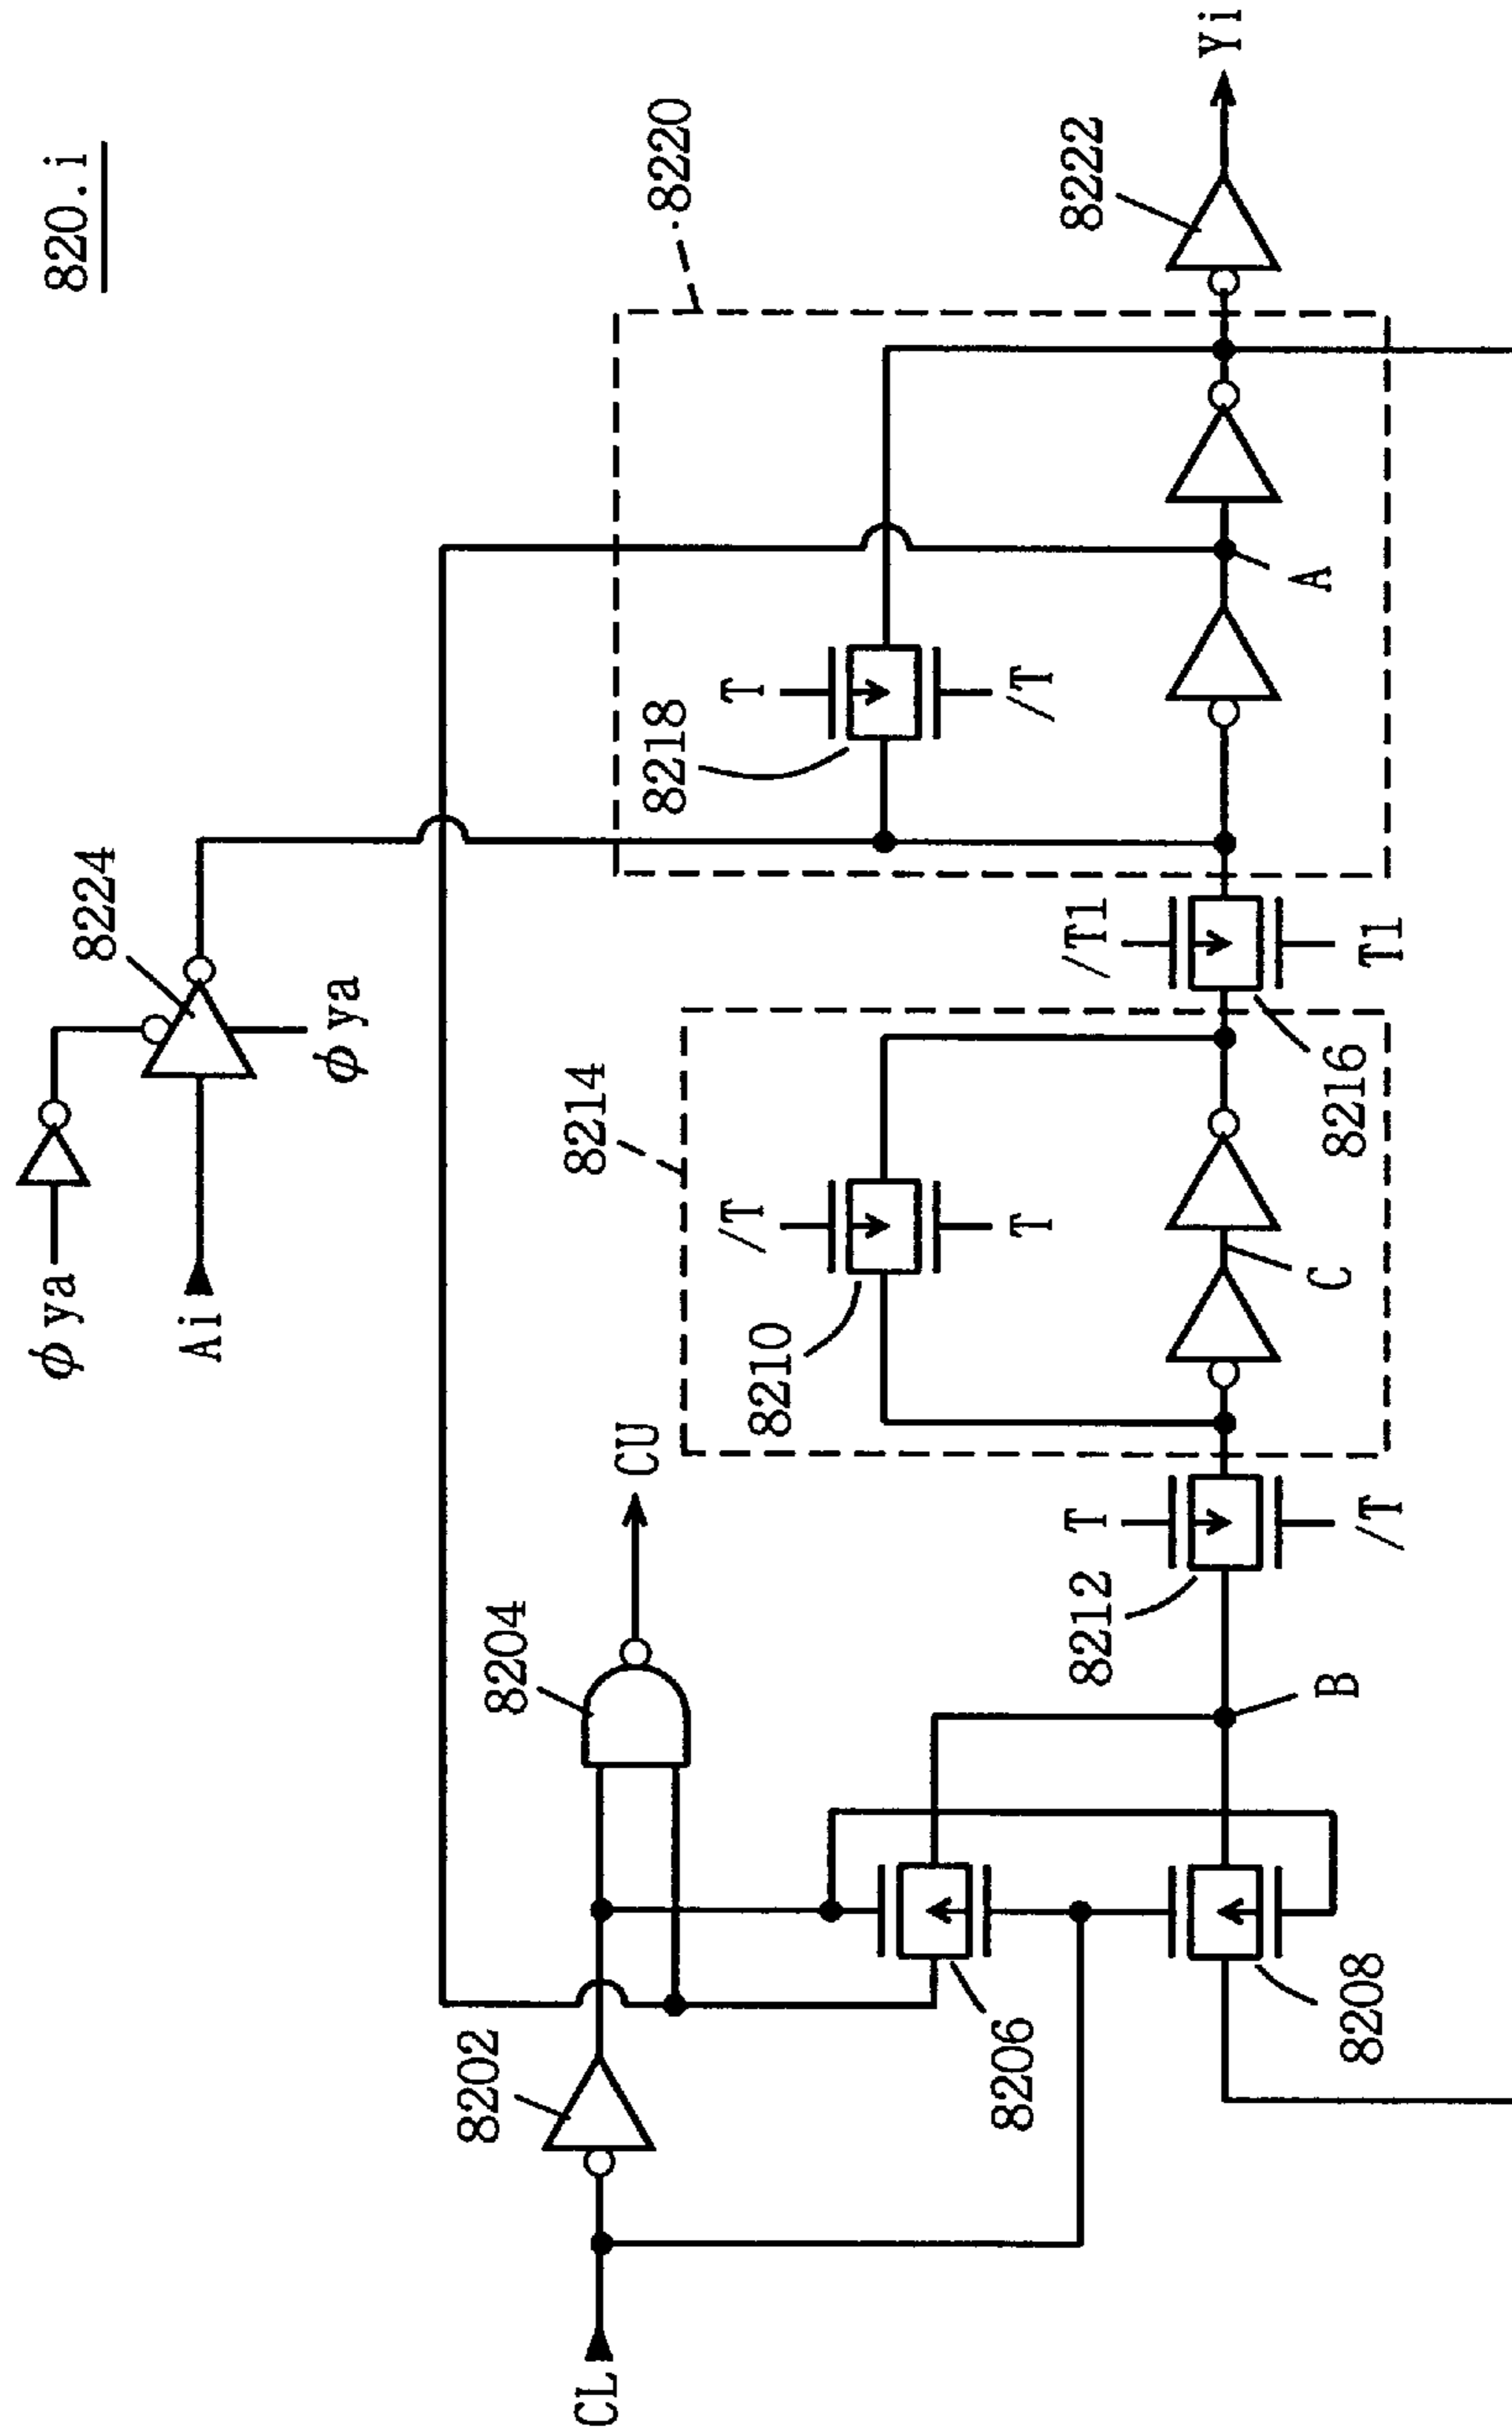 820.i
φya
Ai
8224
φya
CL
8202
8204
CU
8206
8208
B
8212
T
/T
8214
8210
/T
T
C
8216
/T1
T1
8220
8218
T
/T
A
8222
Yi